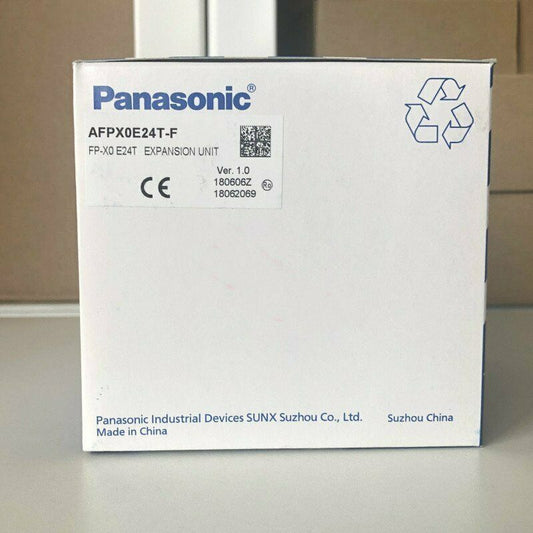 Panasonic®
AFPX0E24T-F
FP-X0 E24T EXPANSION UNIT
Ver. 1.0
CE 180606Z Ro
18062069
Panasonic Industrial Devices SUNX Suzhou Co., Ltd. Suzhou China
Made in China